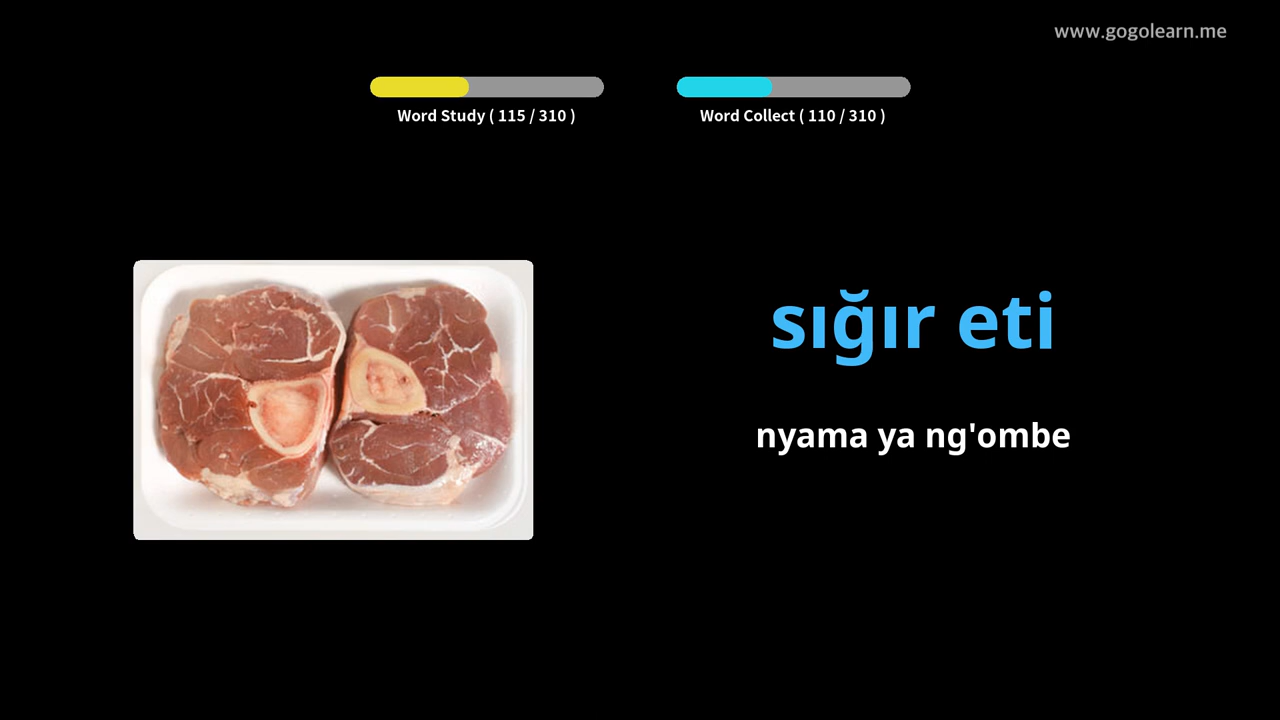 www.gogolearn.me
Word Study ( 115 / 310 )
Word Collect ( 110 / 310 )
sığır eti
nyama ya ng'ombe